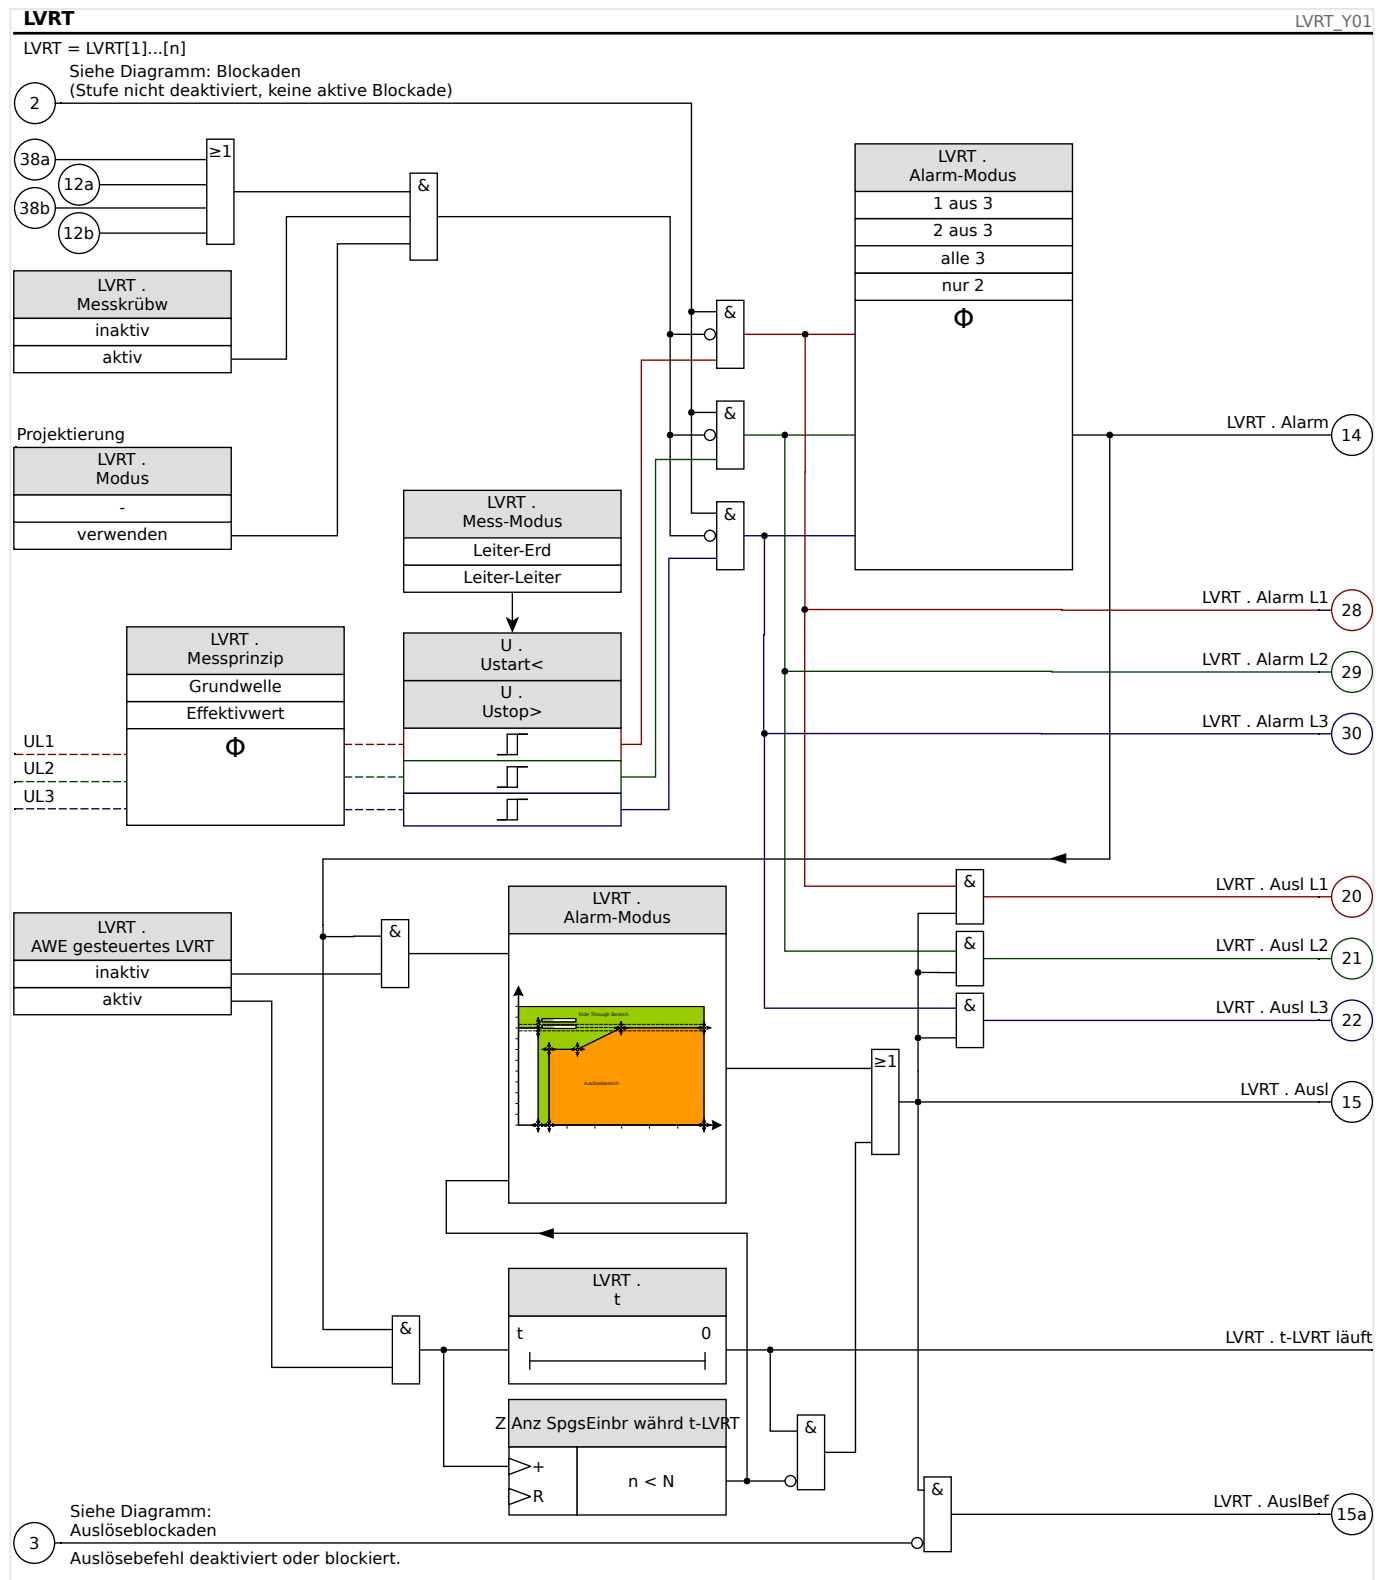 LVRT
LVRT_Y01
LVRT = LVRT[1]...[n]
Siehe Diagramm: Blockaden
(Stufe nicht deaktiviert, keine aktive Blockade)
2
38a
12a
38b
12b
≥1
&
LVRT .
Messkrübw
inaktiv
aktiv
Projektierung
LVRT .
Modus
-
verwenden
LVRT .
Mess-Modus
Leiter-Erd
Leiter-Leiter
LVRT .
Messprinzip
Grundwelle
Effektivwert
Φ
UL1
UL2
UL3
U .
Ustart<
U .
Ustop>
&
&
&
LVRT .
Alarm-Modus
1 aus 3
2 aus 3
alle 3
nur 2
Φ
LVRT . Alarm
14
LVRT . Alarm L1
28
LVRT . Alarm L2
29
LVRT . Alarm L3
30
LVRT .
AWE gesteuertes LVRT
inaktiv
aktiv
&
LVRT .
Alarm-Modus
Ride Through Bereich
Auslösebereich
&
LVRT . Ausl L1
20
&
LVRT . Ausl L2
21
&
LVRT . Ausl L3
22
≥1
LVRT . Ausl
15
&
LVRT .
t
t
0
LVRT . t-LVRT läuft
Z Anz SpgsEinbr währd t-LVRT
+
R
n < N
&
&
LVRT . AuslBef
15a
Siehe Diagramm:
Auslöseblockaden
3
Auslösebefehl deaktiviert oder blockiert.